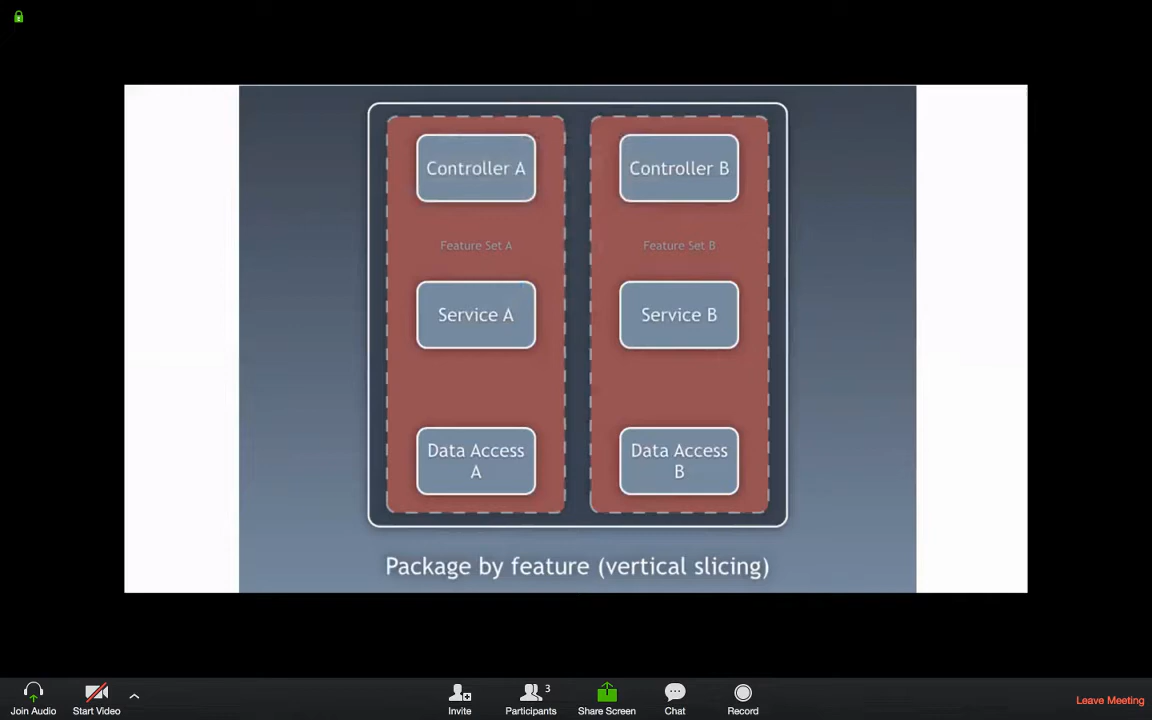 Controller A
Controller B
Feature Set A
Feature Set B
Service A
Service B
Data Access
A
Data Access
B
Package by feature (vertical slicing)
Join Audio
Start Video
Invite
Participants
3
Share Screen
Chat
Record
Leave Meeting